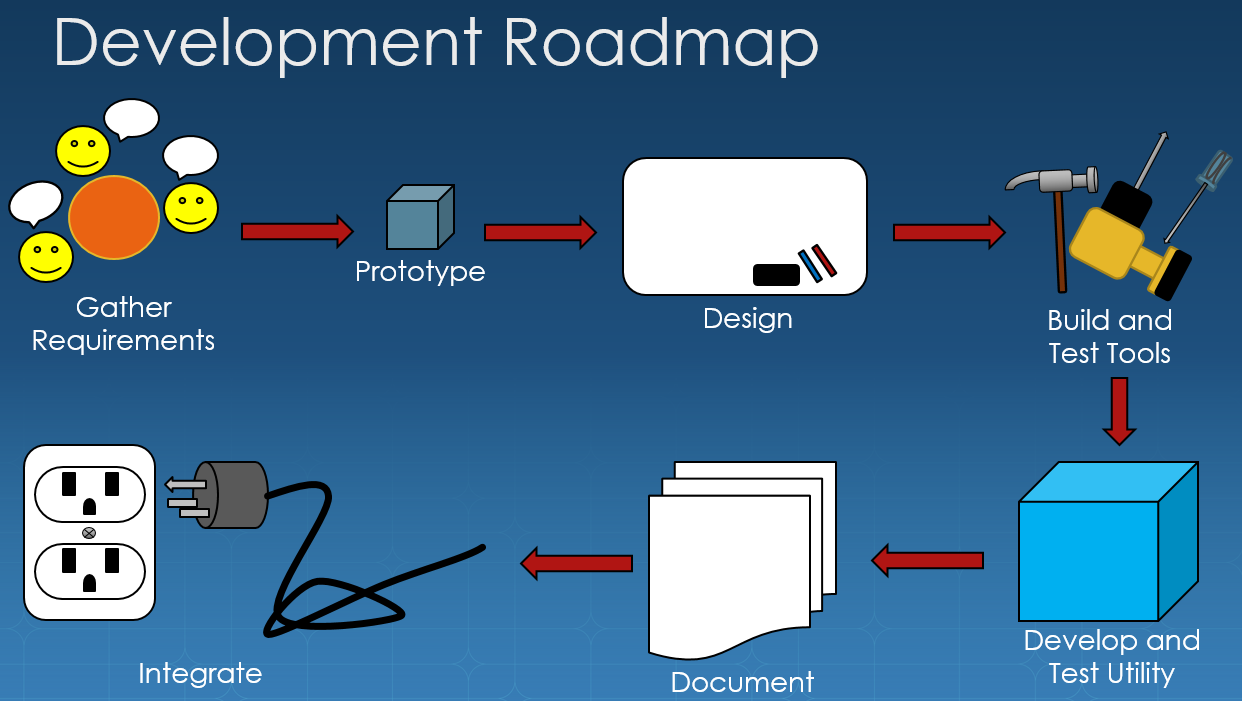 Development Roadmap
Gather
Requirements
Prototype
Design
Build and
Test Tools
Develop and
Test Utility
Document
Integrate